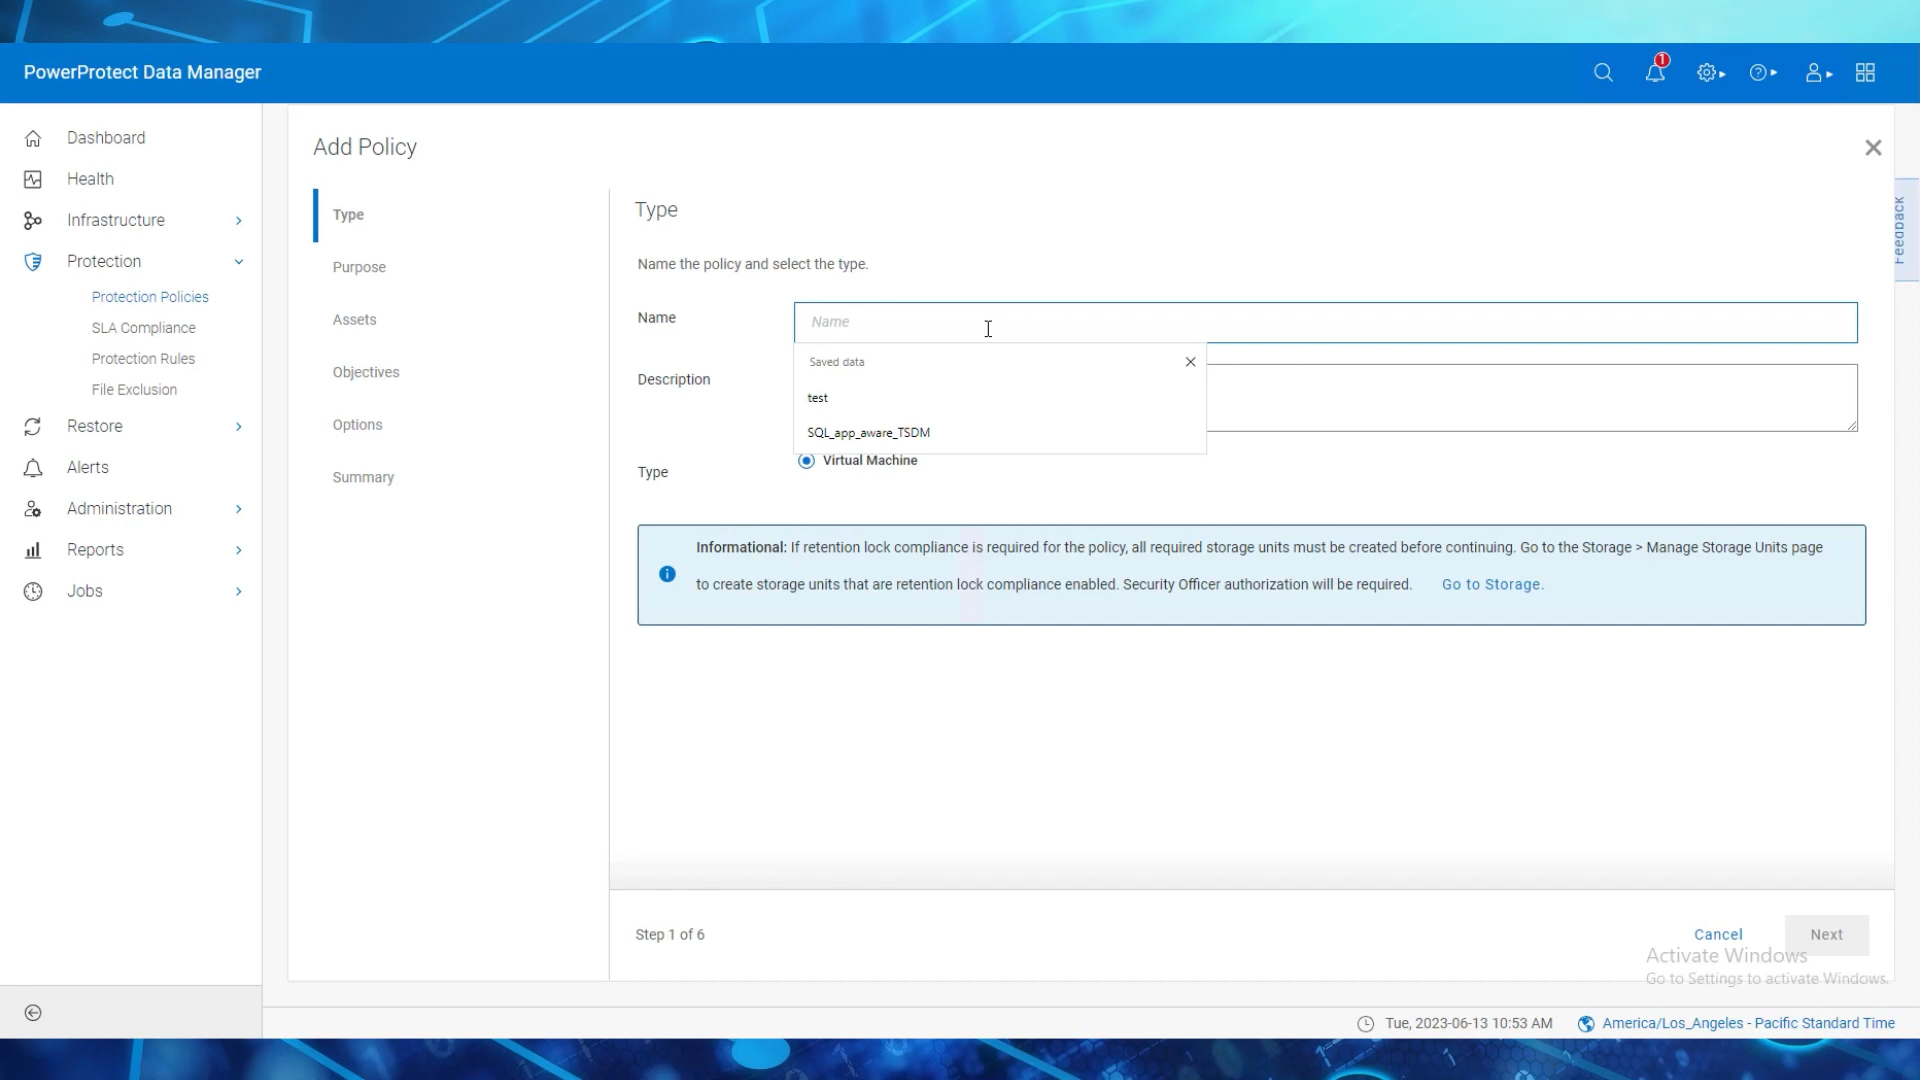 PowerProtect Data Manager
1
Dashboard
Health
Infrastructure
Protection
Protection Policies
SLA Compliance
Protection Rules
File Exclusion
Restore
Alerts
Administration
Reports
Jobs
Add Policy
Type
Purpose
Assets
Objectives
Options
Summary
Type
Name the policy and select the type.
Name
Name
Saved data
test
SQL_app_aware_TSDM
Description
Type
Virtual Machine
Informational: If retention lock compliance is required for the policy, all required storage units must be created before continuing. Go to the Storage > Manage Storage Units page
to create storage units that are retention lock compliance enabled. Security Officer authorization will be required. Go to Storage.
Feedback
Step 1 of 6
Cancel
Next
Activate Windows
Go to Settings to activate Windows.
Tue, 2023-06-13 10:53 AM
America/Los_Angeles - Pacific Standard Time